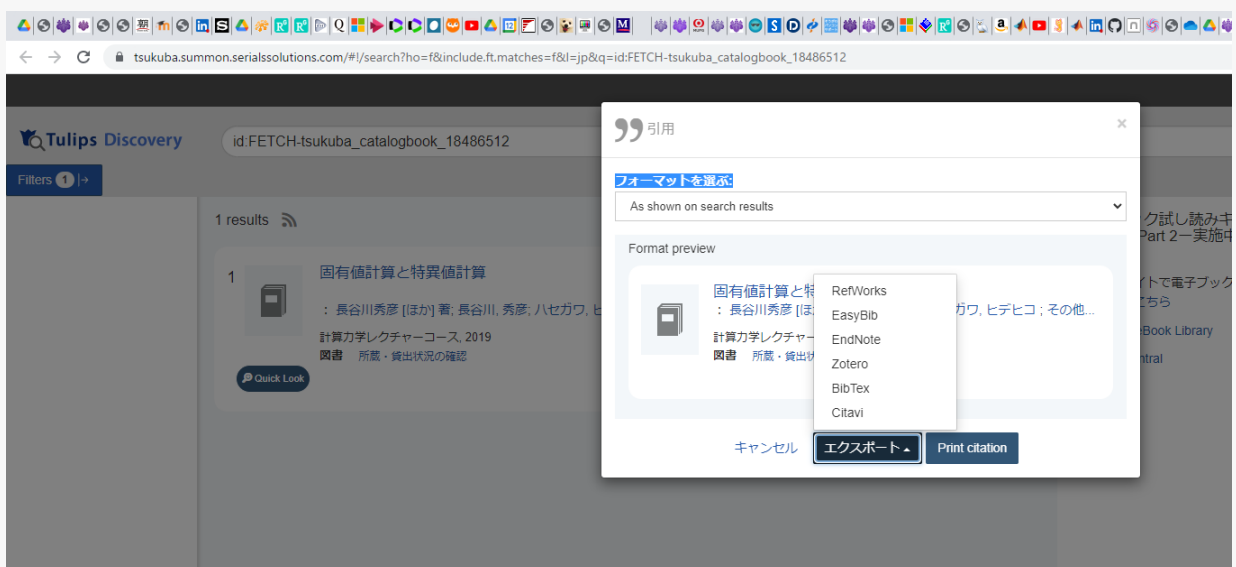 tsukuba.summon.serialssolutions.com/#!/search?ho=f&include.ft.matches=f&l=jp&q=id:FETCH-tsukuba_catalogbook_18486512
Tulips Discovery
id:FETCH-tsukuba_catalogbook_18486512
Filters 1
1 results
1
固有値計算と特異値計算
: 長谷川秀彦 [ほか] 著; 長谷川, 秀彦; ハセガワ, ヒ
計算力学レクチャーコース, 2019
図書 所蔵・貸出状況の確認
Quick Look
引用
×
フォーマットを選ぶ:
As shown on search results
Format preview
固有値計算と特
: 長谷川秀彦 [ほ
ガワ, ヒデヒコ ; その他...
計算力学レクチャー
図書 所蔵・貸出状
RefWorks
EasyBib
EndNote
Zotero
BibTex
Citavi
キャンセル
エクスポート
Print citation
ク試し読みキ
Part 2ー実施中
イトで電子ブック
こちら
Book Library
ntral